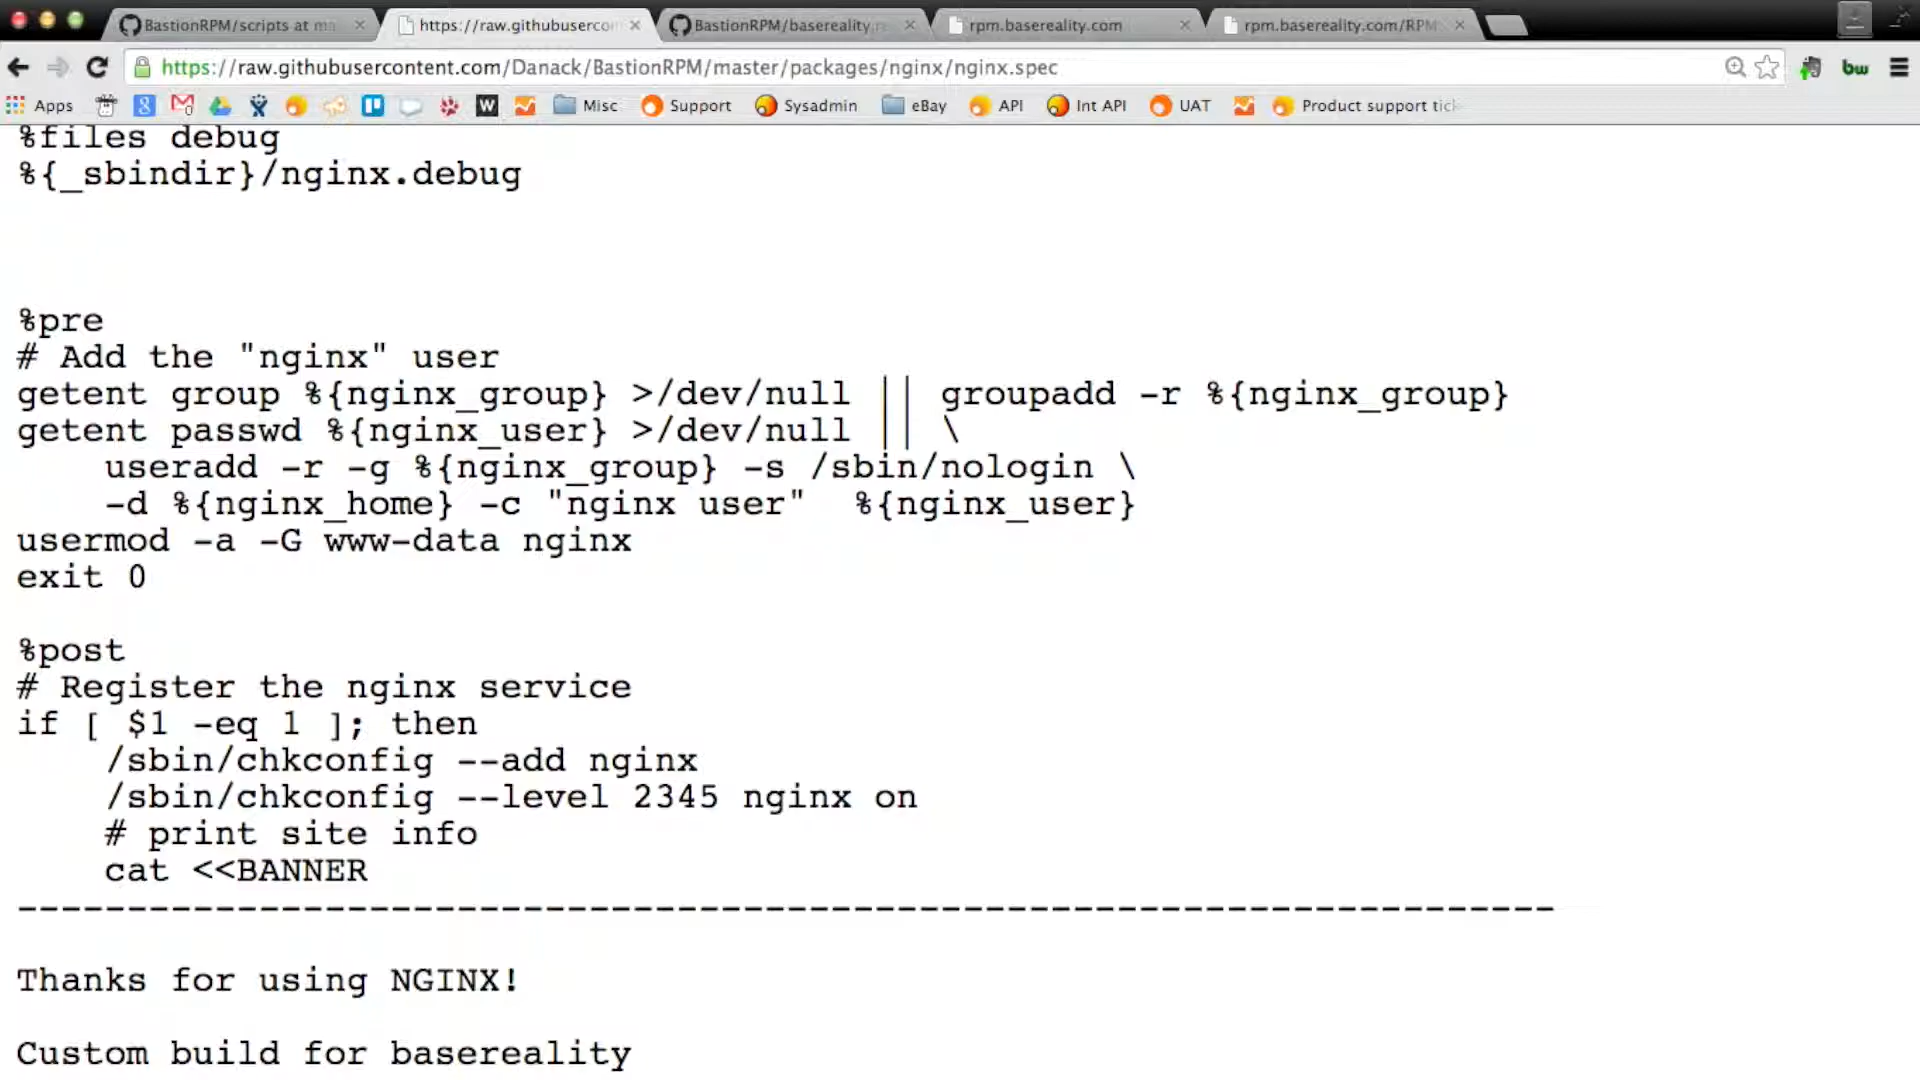 BastionRPM/scripts at ma
https://raw.githubuserco
BastionRPM/basereality.r
rpm.basereality.com
rpm.basereality.com/RPM
https://raw.githubusercontent.com/Danack/BastionRPM/master/packages/nginx/nginx.spec
bw
Apps
8
W
Misc
Support
Sysadmin
eBay
API
Int API
UAT
Product support tick
%files debug
%{_sbindir}/nginx.debug
%pre
# Add the "nginx" user
getent group %{nginx_group} >/dev/null || groupadd -r %{nginx_group}
getent passwd %{nginx_user} >/dev/null || \
    useradd -r -g %{nginx_group} -s /sbin/nologin \
    -d %{nginx_home} -c "nginx user"  %{nginx_user}
usermod -a -G www-data nginx
exit 0
%post
# Register the nginx service
if [ $1 -eq 1 ]; then
    /sbin/chkconfig --add nginx
    /sbin/chkconfig --level 2345 nginx on
    # print site info
    cat <<BANNER
----------------------------------------------------------------------
Thanks for using NGINX!
Custom build for basereality